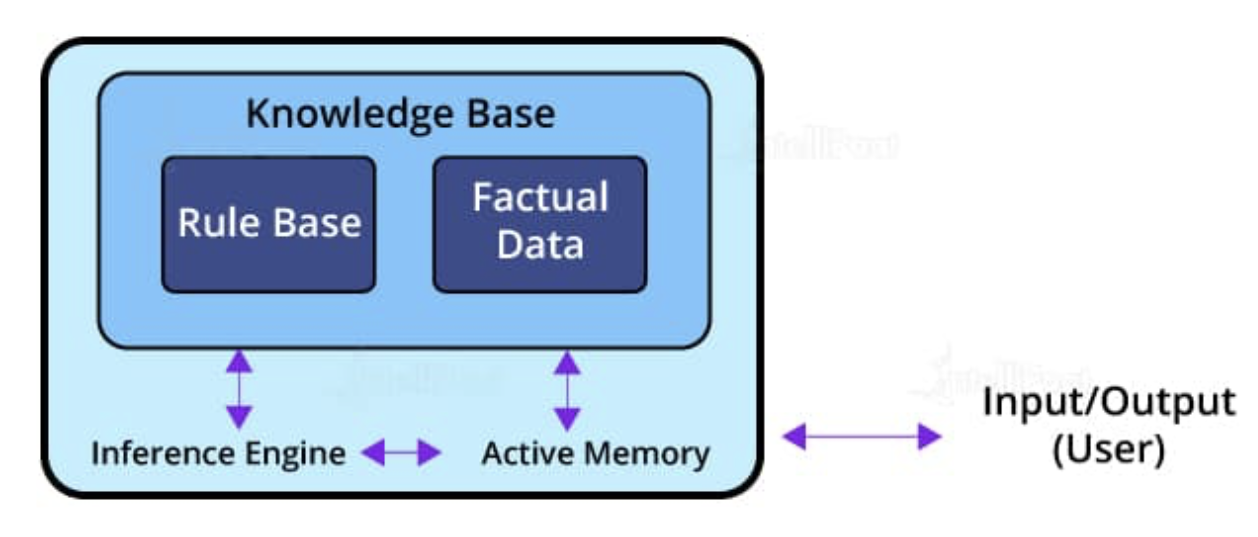 Knowledge Base
Rule Base
Factual
Data
Inference Engine
Active Memory
Input/Output
(User)